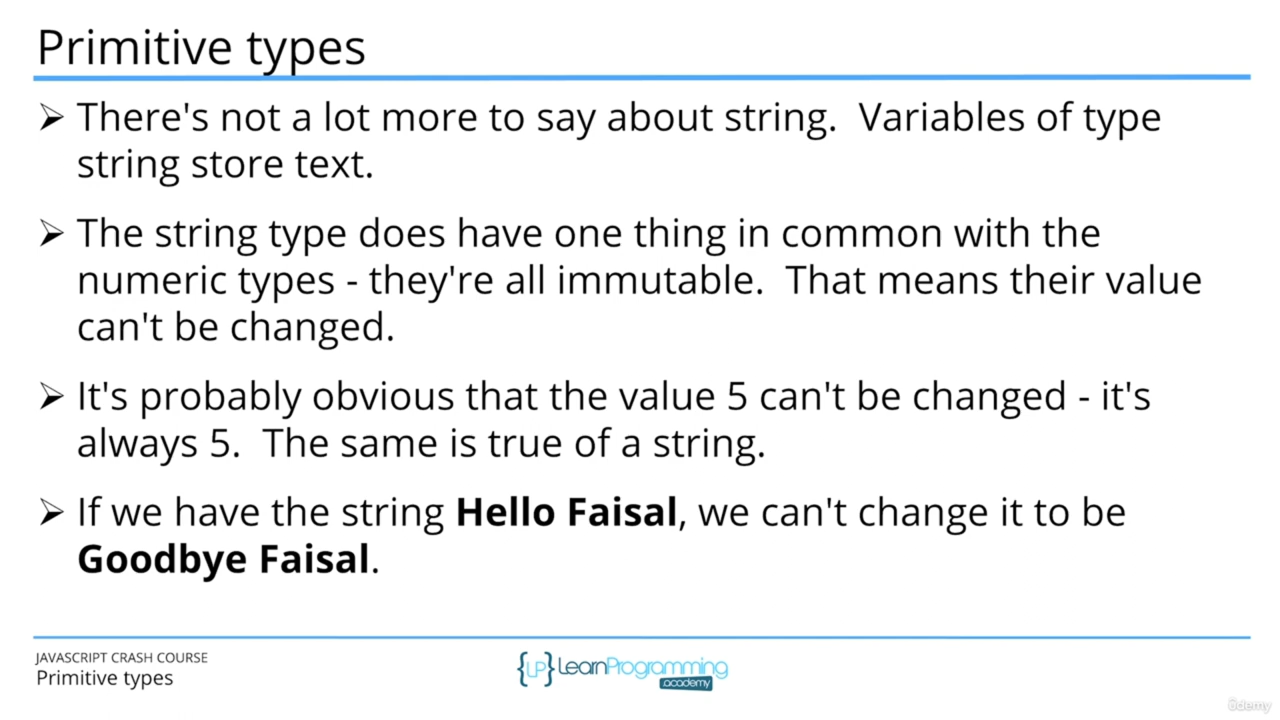 Primitive types
There's not a lot more to say about string.  Variables of type
string store text.
The string type does have one thing in common with the
numeric types - they're all immutable.  That means their value
can't be changed.
It's probably obvious that the value 5 can't be changed - it's
always 5.  The same is true of a string.
If we have the string Hello Faisal, we can't change it to be
Goodbye Faisal.
JAVASCRIPT CRASH COURSE
Primitive types
{LP} LearnProgramming
.academy
ûdemy